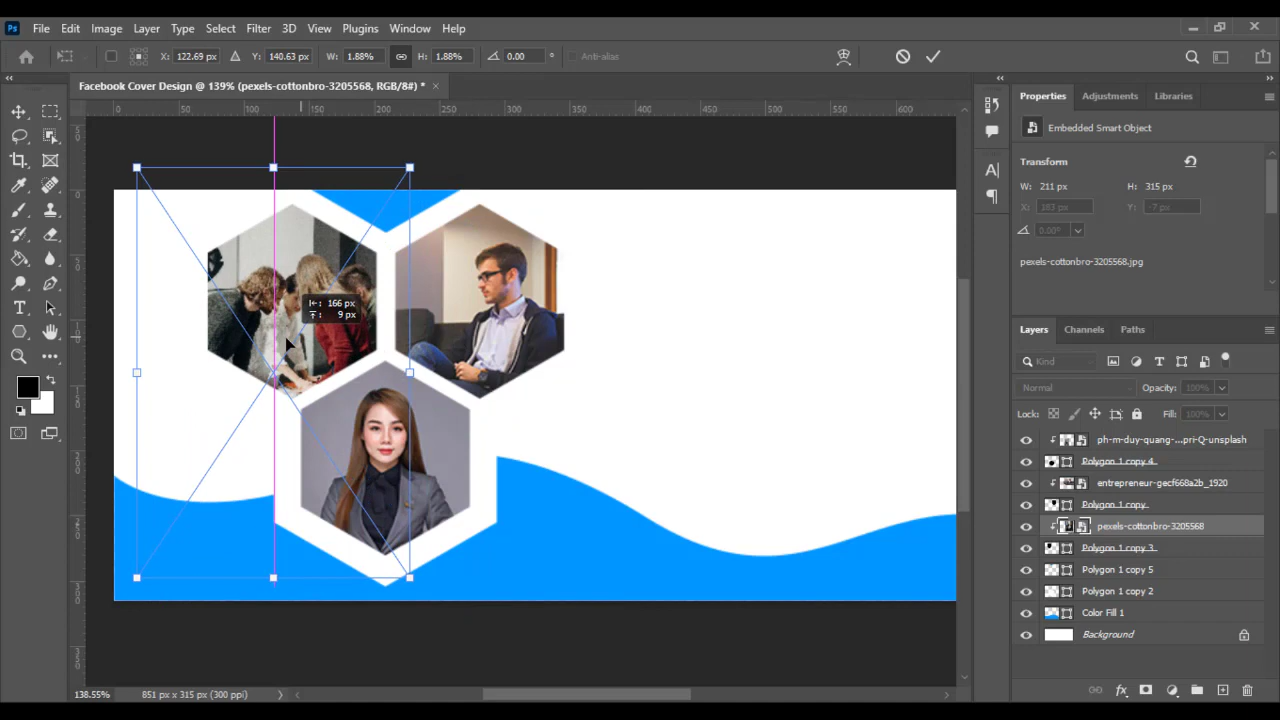 Ps File Edit Image Layer Type Select Filter 3D View Plugins Window Help
X: 122.69 px Y: 140.63 px W: 1.88% H: 1.88% 0.00 ° Anti-alias
Facebook Cover Design @ 139% (pexels-cottonbro-3205568, RGB/8#) * ×
0 50 100 150 200 250 300 350 400 450 500 550 600
166 px
9 px
138.55% 851 px x 315 px (300 ppi)
Properties Adjustments Libraries
Embedded Smart Object
Transform
W: 211 px H: 315 px
X: 383 px Y: -7 px
0.00°
pexels-cottonbro-3205568.jpg
Layers Channels Paths
Kind
Normal Opacity: 100%
Lock: Fill: 100%
ph-m-duy-quang-...pri-Q-unsplash
Polygon 1 copy 4
entrepreneur-gecf668a2b_1920
Polygon 1 copy
pexels-cottonbro-3205568
Polygon 1 copy 3
Polygon 1 copy 5
Polygon 1 copy 2
Color Fill 1
Background